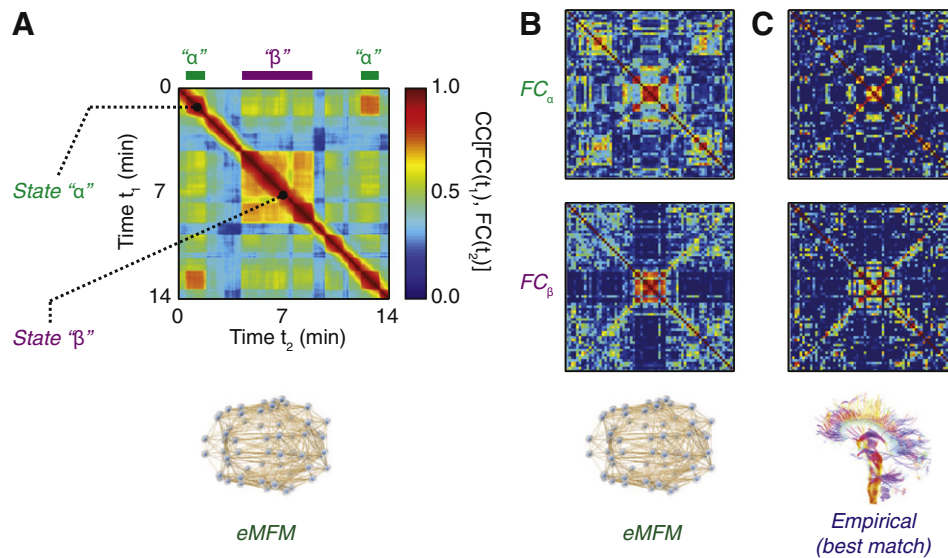 A
B
C
“α”
“β”
“α”
0
7
14
Time t1 (min)
0
7
14
Time t2 (min)
State “α”
State “β”
1.0
0.5
0.0
CC[FC(t1), FC(t2)]
FCα
FCβ
eMFM
eMFM
Empirical
(best match)